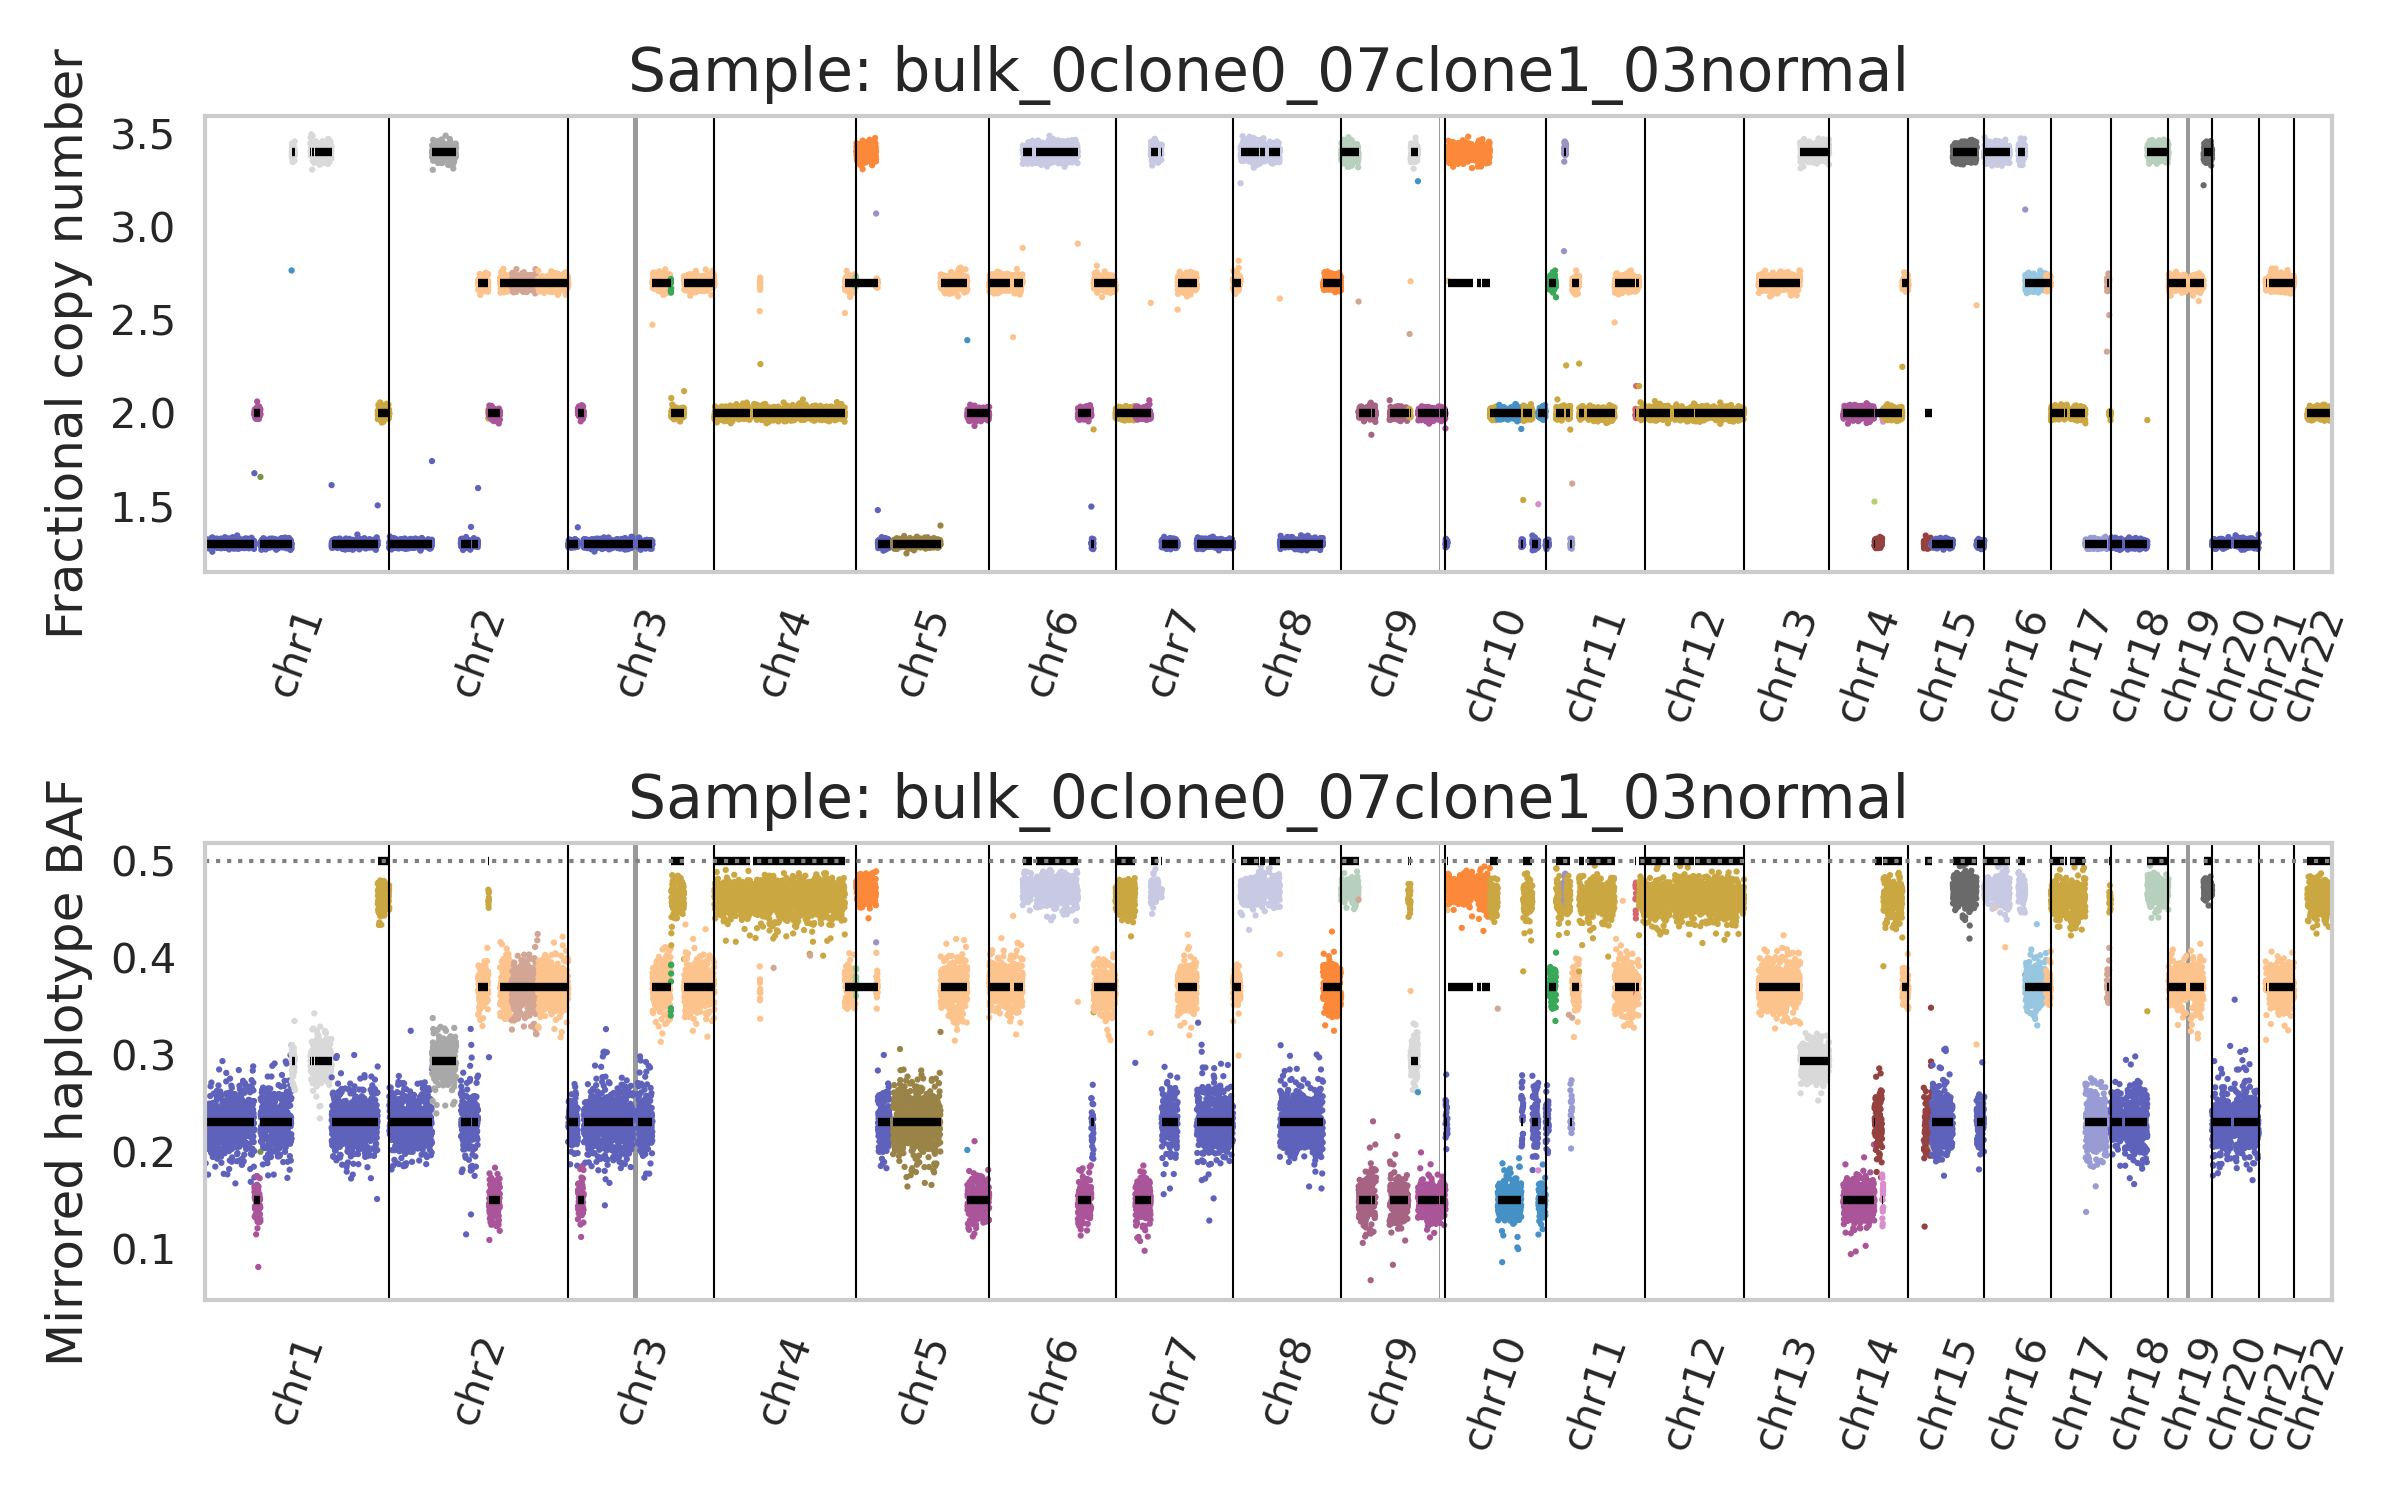 Sample: bulk_0clone0_07clone1_03normal
Fractional copy number
3.5
3.0
2.5
2.0
1.5
chr1
chr2
chr3
chr4
chr5
chr6
chr7
chr8
chr9
chr10
chr11
chr12
chr13
chr14
chr15
chr16
chr17
chr18
chr19
chr20
chr21
chr22
Sample: bulk_0clone0_07clone1_03normal
Mirrored haplotype BAF
0.5
0.4
0.3
0.2
0.1
chr1
chr2
chr3
chr4
chr5
chr6
chr7
chr8
chr9
chr10
chr11
chr12
chr13
chr14
chr15
chr16
chr17
chr18
chr19
chr20
chr21
chr22